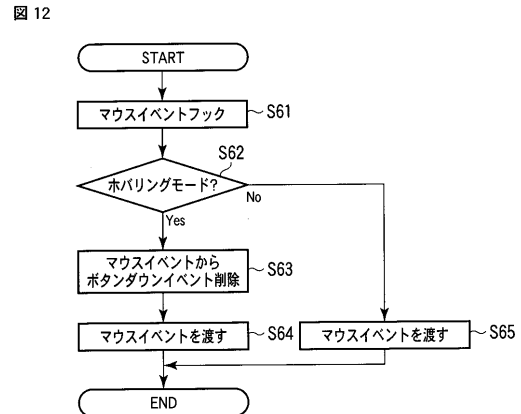 図 12
START
マウスイベントフック
S61
S62
ホバリングモード?
No
Yes
マウスイベントから
ボタンダウンイベント削除
S63
マウスイベントを渡す
S64
マウスイベントを渡す
S65
END